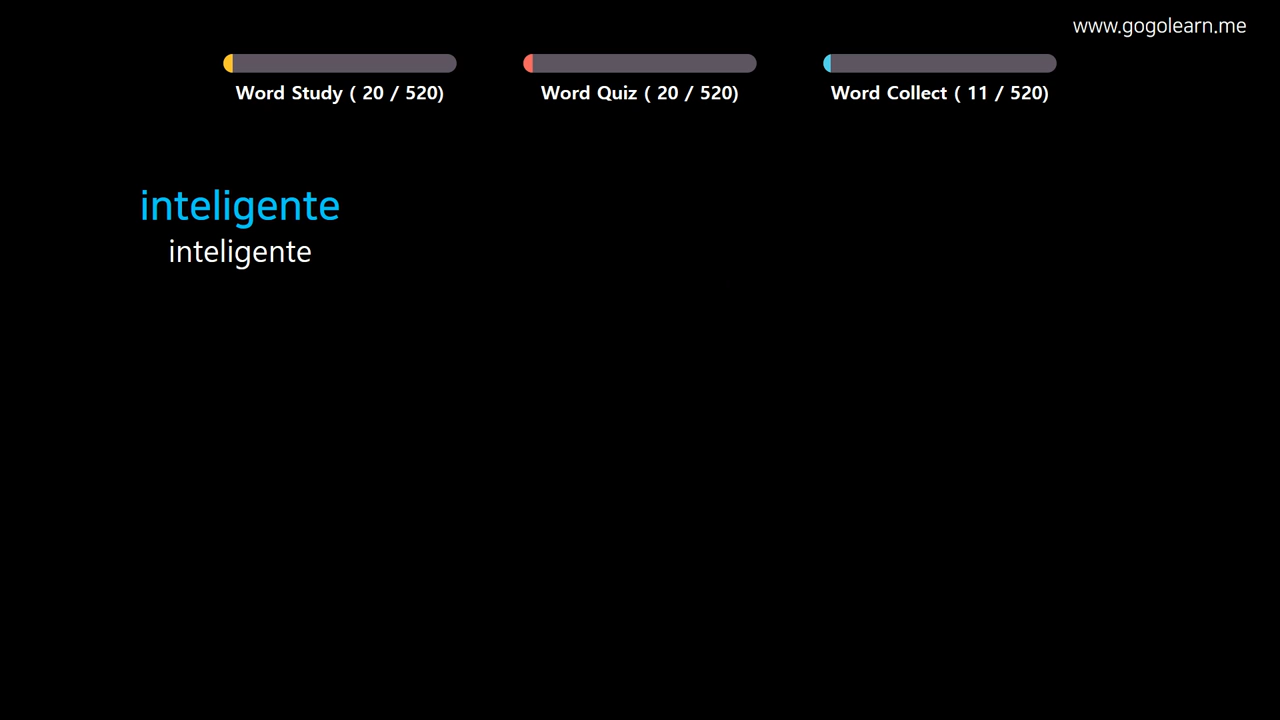 www.gogolearn.me
Word Study ( 20 / 520)
Word Quiz ( 20 / 520)
Word Collect ( 11 / 520)
inteligente
inteligente